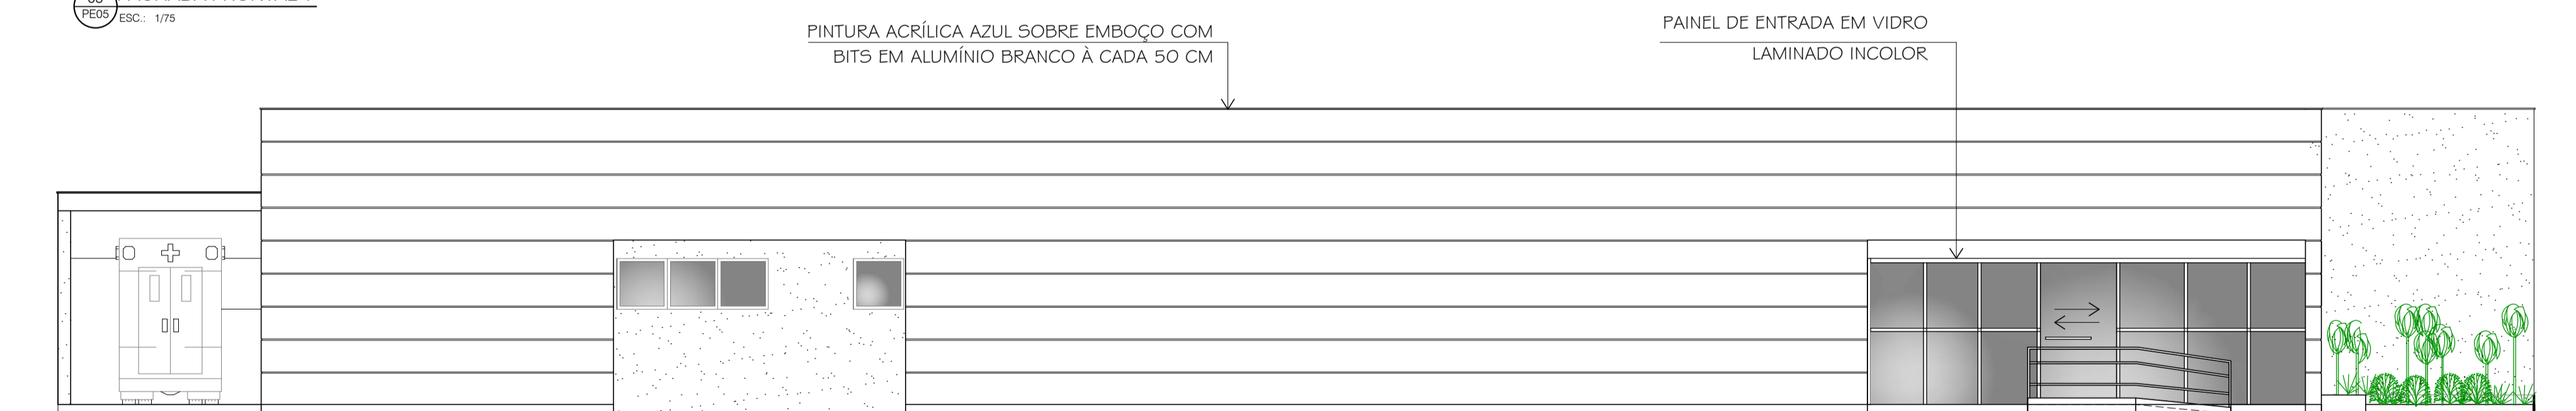 PE05
ESC.: 1/75
PINTURA ACRÍLICA AZUL SOBRE EMBOÇO COM
BITS EM ALUMÍNIO BRANCO À CADA 50 CM
PAINEL DE ENTRADA EM VIDRO
LAMINADO INCOLOR